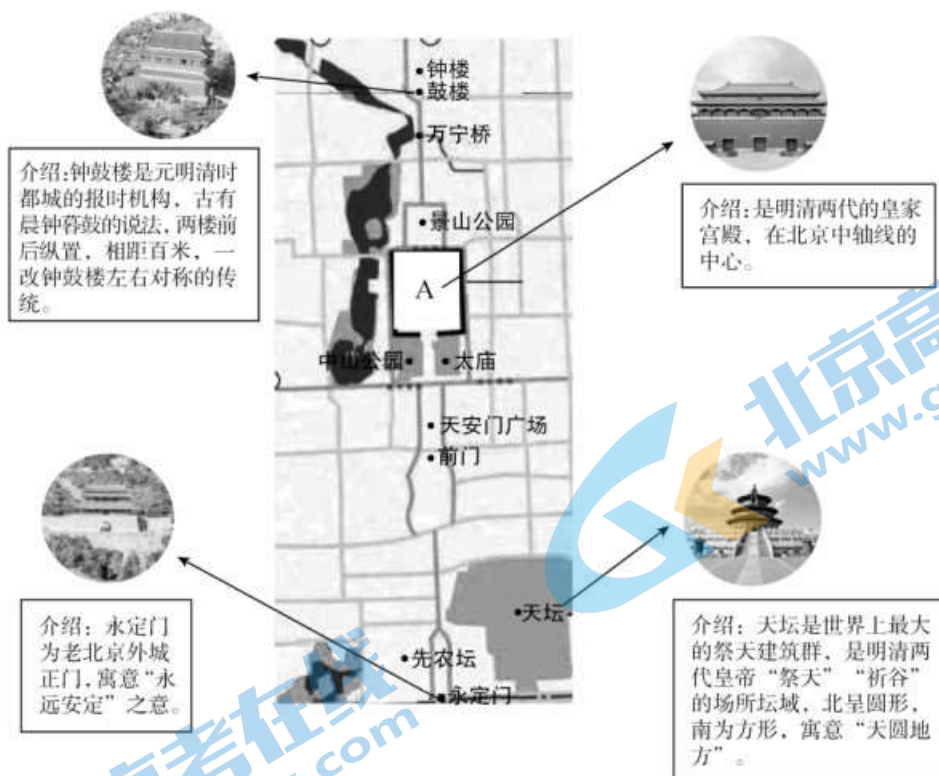 钟楼
鼓楼
万宁桥
景山公园
A
中山公园
太庙
天安门广场
前门
天坛
先农坛
永定门
介绍：钟鼓楼是元明清时
都城的报时机构，古有
晨钟暮鼓的说法，两楼前
后纵置，相距百米，一
改钟鼓楼左右对称的传
统。
介绍：是明清两代的皇家
宫殿，在北京中轴线的
中心。
介绍：永定门
为老北京外城
正门，寓意“永
远安定”之意。
介绍：天坛是世界上最大
的祭天建筑群，是明清两
代皇帝“祭天”“祈谷”
的场所坛域，北呈圆形，
南为方形，寓意“天圆地
方”。
北京高
www.g
考在线
.com